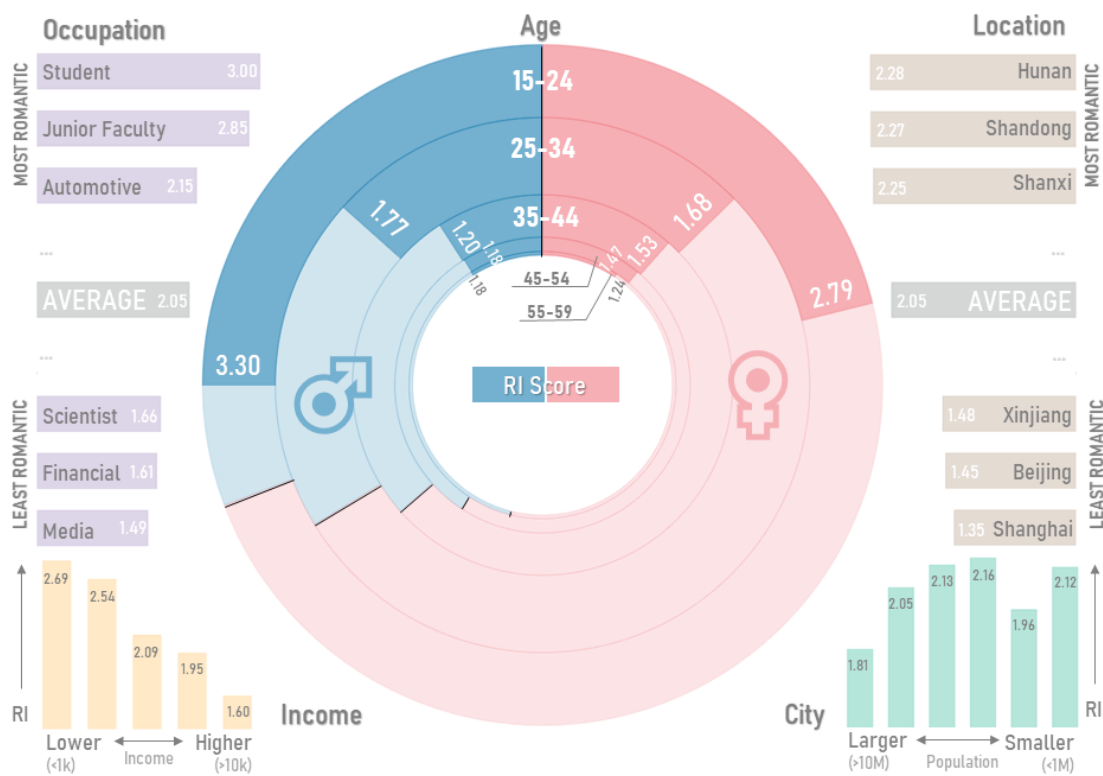 Occupation
MOST ROMANTIC
Student 3.00
Junior Faculty 2.85
Automotive 2.15
...
AVERAGE 2.05
...
LEAST ROMANTIC
Scientist 1.66
Financial 1.61
Media 1.49
Age
15-24
25-34
35-44
45-54
55-59
3.30
1.77
1.20
1.18
1.18
2.79
1.68
1.53
1.47
1.24
RI Score
Location
MOST ROMANTIC
2.28 Hunan
2.27 Shandong
2.25 Shanxi
...
2.05 AVERAGE
...
LEAST ROMANTIC
1.48 Xinjiang
1.45 Beijing
1.35 Shanghai
RI
2.69
2.54
2.09
1.95
1.60
Income
Lower Higher
(<1k) Income (>10k)
1.81
2.05
2.13
2.16
1.96
2.12
RI
City
Larger Smaller
(>10M) Population (<1M)